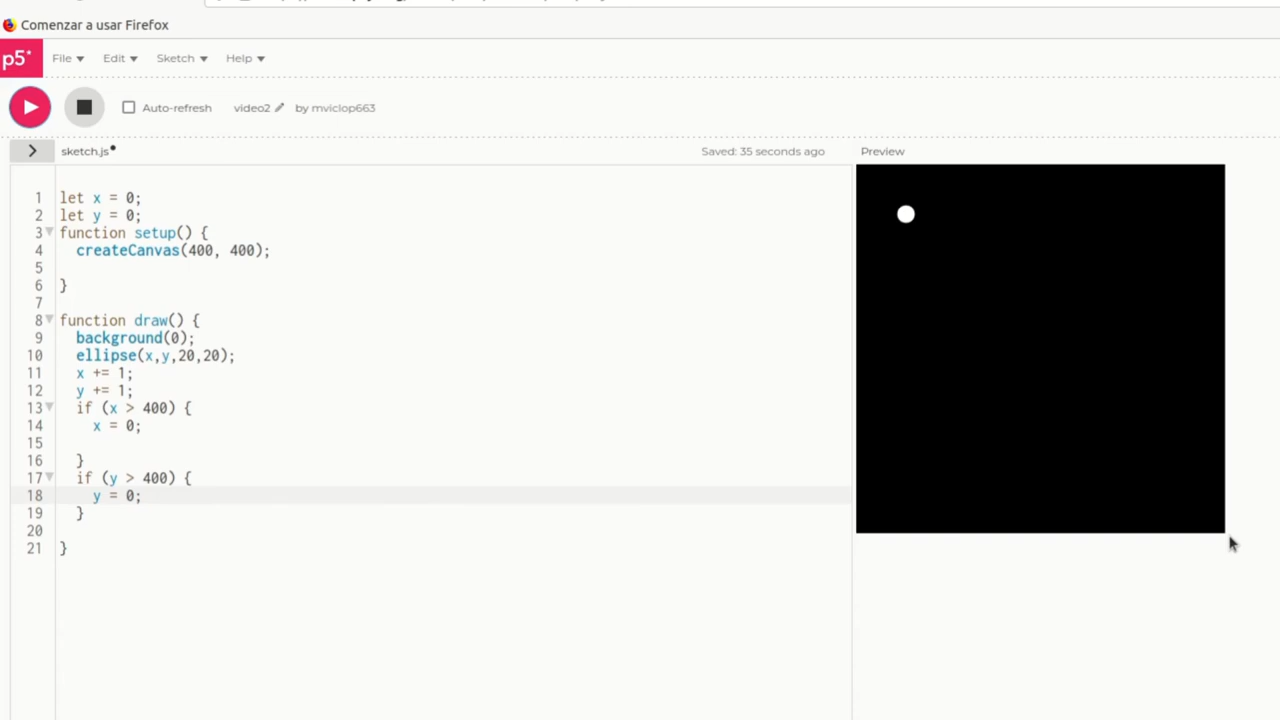 Comenzar a usar Firefox
p5*
File Edit Sketch Help
Auto-refresh video2 by mviclop663
sketch.js
Saved: 35 seconds ago
Preview
1 let x = 0;
2 let y = 0;
3 function setup() {
4 createCanvas(400, 400);
5
6 }
7
8 function draw() {
9 background(0);
10 ellipse(x,y,20,20);
11 x += 1;
12 y += 1;
13 if (x > 400) {
14 x = 0;
15
16 }
17 if (y > 400) {
18 y = 0;
19 }
20
21 }